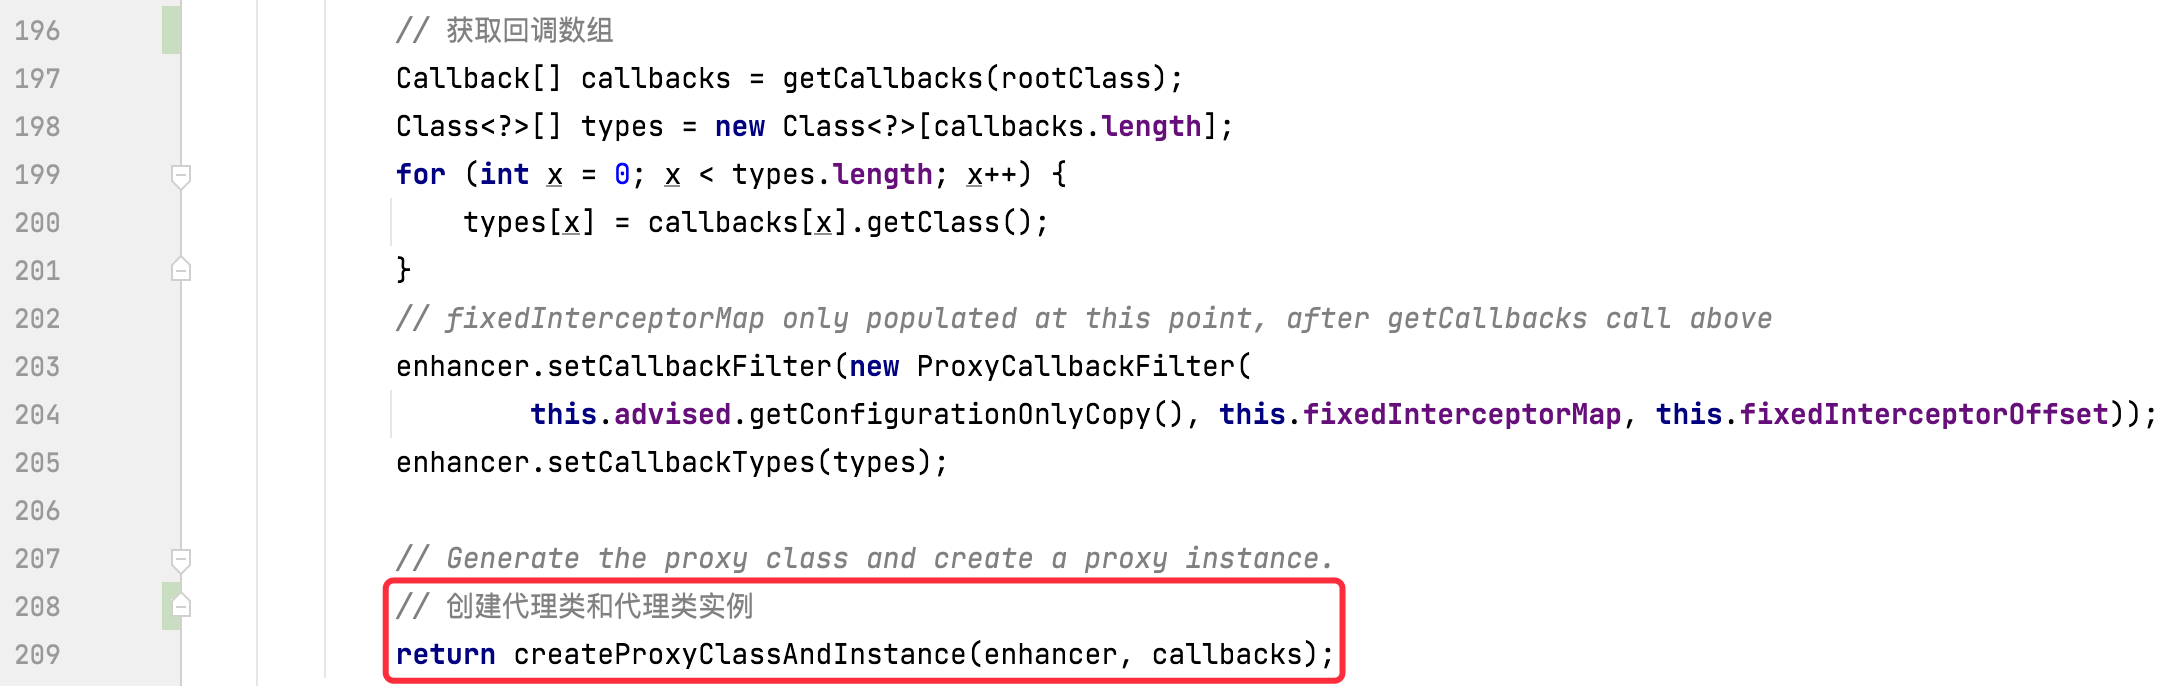 196 // 获取回调数组
197 Callback[] callbacks = getCallbacks(rootClass);
198 Class<?>[] types = new Class<?>[callbacks.length];
199 for (int x = 0; x < types.length; x++) {
200 types[x] = callbacks[x].getClass();
201 }
202 // fixedInterceptorMap only populated at this point, after getCallbacks call above
203 enhancer.setCallbackFilter(new ProxyCallbackFilter(
204 this.advised.getConfigurationOnlyCopy(), this.fixedInterceptorMap, this.fixedInterceptorOffset));
205 enhancer.setCallbackTypes(types);
206
207 // Generate the proxy class and create a proxy instance.
208 // 创建代理类和代理类实例
209 return createProxyClassAndInstance(enhancer, callbacks);